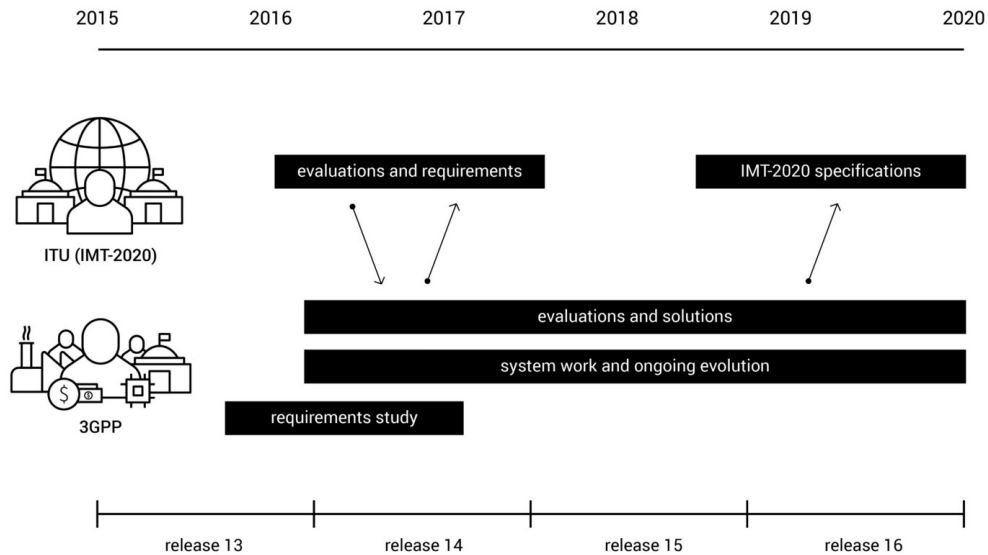 2015 2016 2017 2018 2019 2020
evaluations and requirements IMT-2020 specifications
ITU (IMT-2020)
evaluations and solutions
system work and ongoing evolution
$ $
requirements study
3GPP
release 13 release 14 release 15 release 16